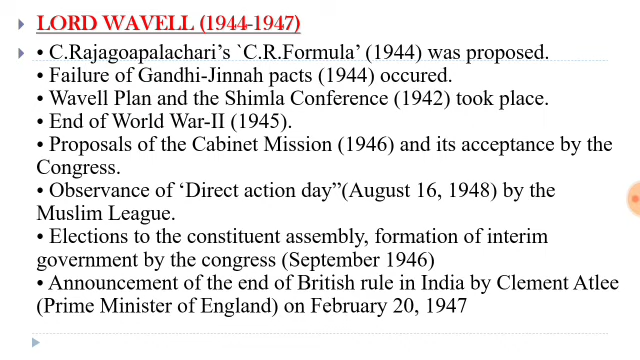 LORD WAVELL (1944-1947)
• C.Rajagoapalachari’s `C.R.Formula’ (1944) was proposed.
• Failure of Gandhi-Jinnah pacts (1944) occured.
• Wavell Plan and the Shimla Conference (1942) took place.
• End of World War-II (1945).
• Proposals of the Cabinet Mission (1946) and its acceptance by the
Congress.
• Observance of ‘Direct action day”(August 16, 1948) by the
Muslim League.
• Elections to the constituent assembly, formation of interim
government by the congress (September 1946)
• Announcement of the end of British rule in India by Clement Atlee
(Prime Minister of England) on February 20, 1947